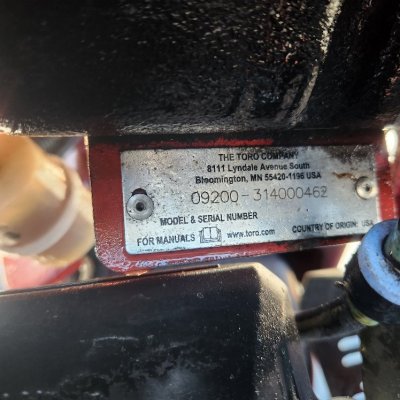 THE TORO COMPANY
8111 Lyndale Avenue South
Bloomington, MN 55420-1196 USA
09200-314000462
MODEL & SERIAL NUMBER
FOR MANUALS www.toro.com COUNTRY OF ORIGIN: USA